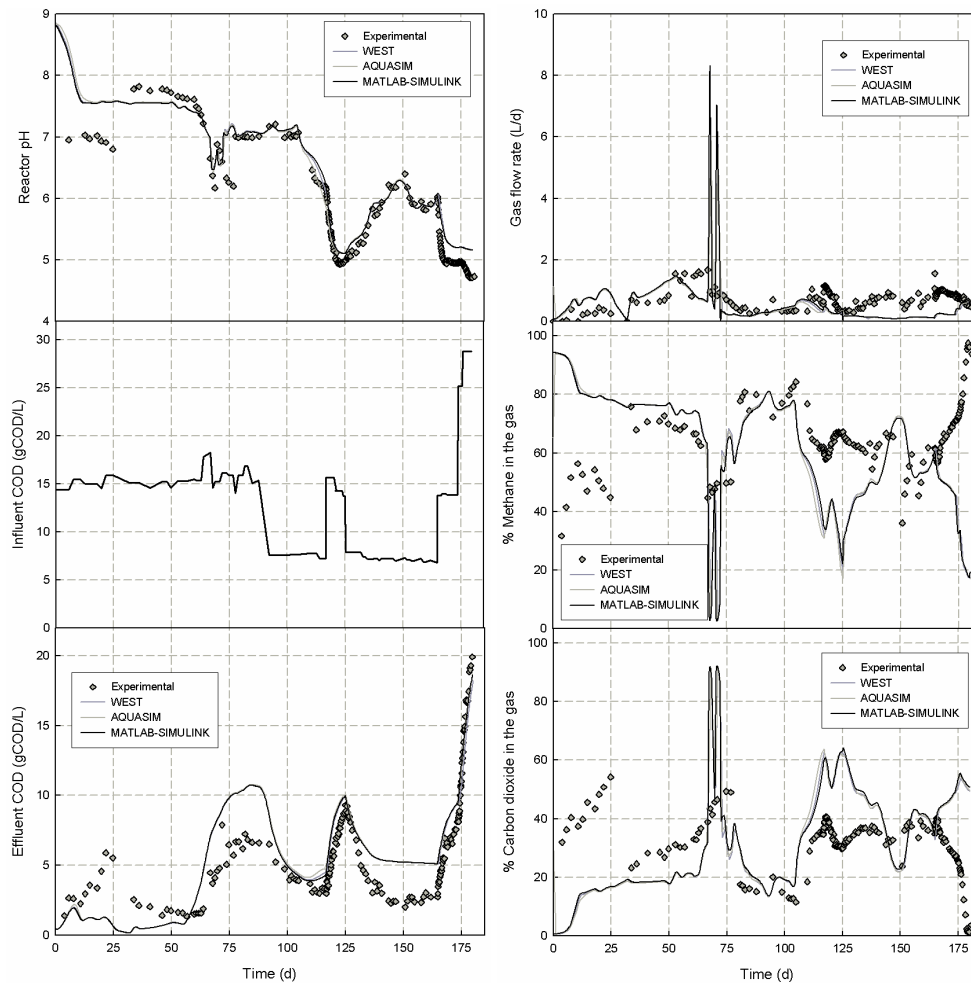 9
8
7
6
5
4
Reactor pH
Experimental
WEST
AQUASIM
MATLAB-SIMULINK
30
25
20
15
10
5
0
Influent COD (gCOD/L)
20
15
10
5
0
Effluent COD (gCOD/L)
Experimental
WEST
AQUASIM
MATLAB-SIMULINK
0 25 50 75 100 125 150 175
Time (d)
10
8
6
4
2
0
Gas flow rate (L/d)
Experimental
WEST
AQUASIM
MATLAB-SIMULINK
100
80
60
40
20
0
% Methane in the gas
Experimental
WEST
AQUASIM
MATLAB-SIMULINK
100
80
60
40
20
0
% Carbon dioxide in the gas
Experimental
WEST
AQUASIM
MATLAB-SIMULINK
0 25 50 75 100 125 150 175
Time (d)